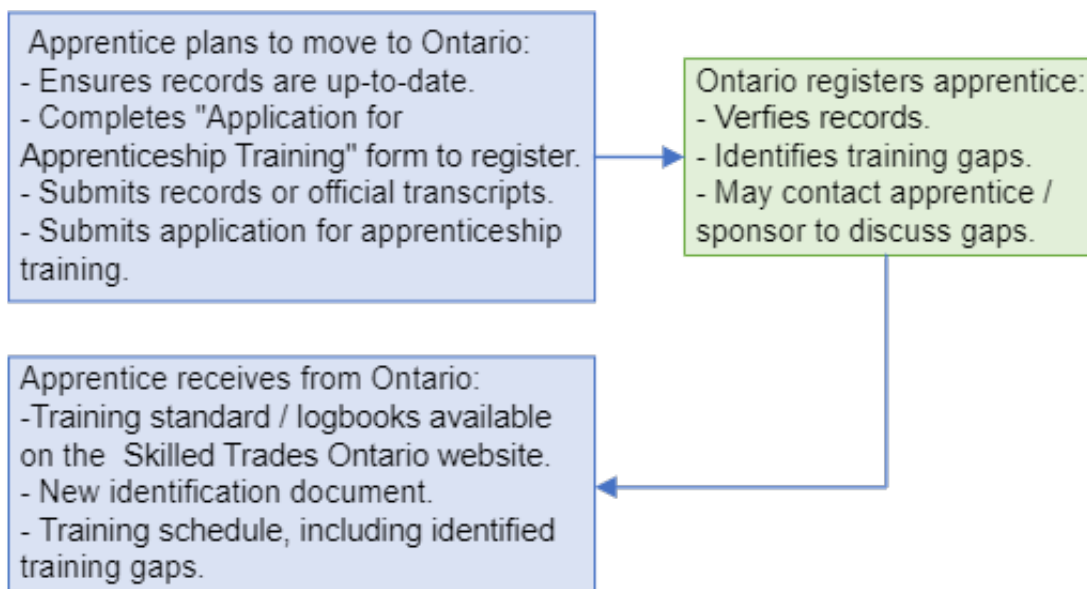 Apprentice plans to move to Ontario:
- Ensures records are up-to-date.
- Completes "Application for
Apprenticeship Training" form to register.
- Submits records or official transcripts.
- Submits application for apprenticeship
training.
Ontario registers apprentice:
- Verfies records.
- Identifies training gaps.
- May contact apprentice /
sponsor to discuss gaps.
Apprentice receives from Ontario:
-Training standard / logbooks available
on the  Skilled Trades Ontario website.
- New identification document.
- Training schedule, including identified
training gaps.